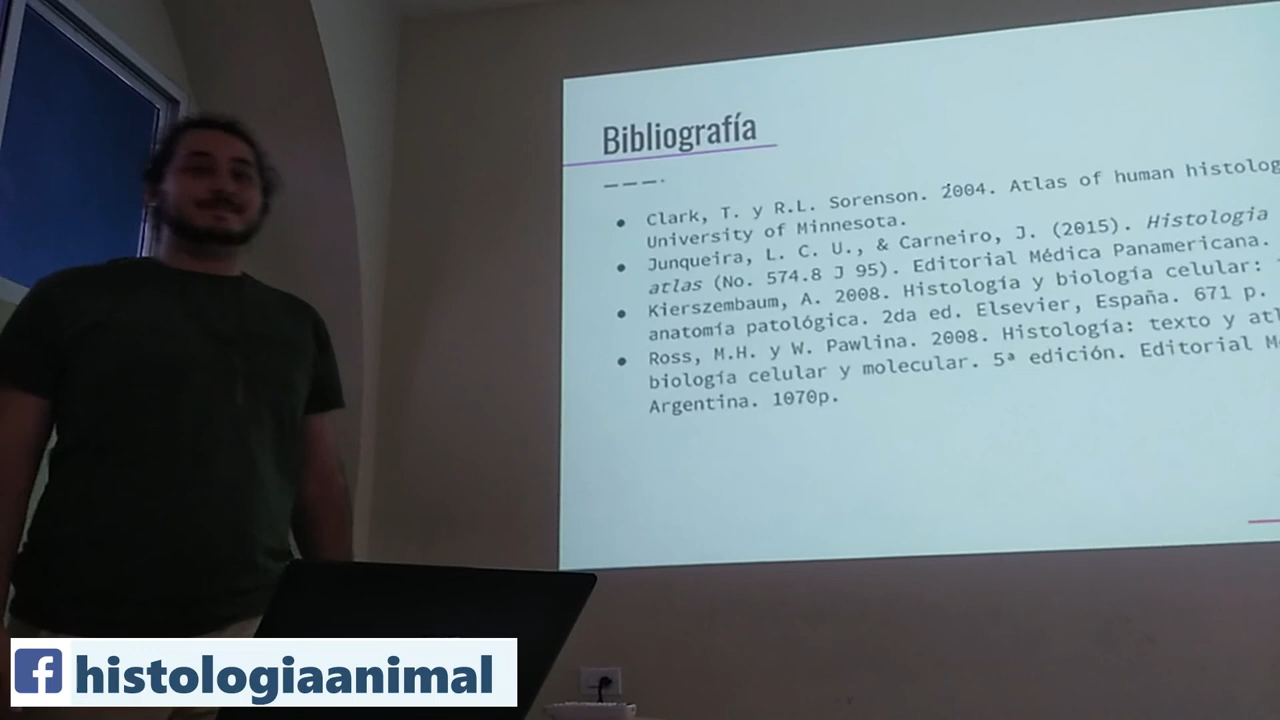 Bibliografía
Clark, T. y R.L. Sorenson. 2004. Atlas of human
University of Minnesota.
Junqueira, L. C. U., & Carneiro, J. (2015). Histologia
atlas (No. 574.8 J 95). Editorial Médica Panamericana.
Kierszembaum, A. 2008. Histología y biología celular:
anatomía patológica. 2da ed. Elsevier, España. 671 p.
Ross, M.H. y W. Pawlina. 2008. Histología: texto y
biología celular y molecular. 5ª edición. Editorial
Argentina. 1070p.
histologiaanimal